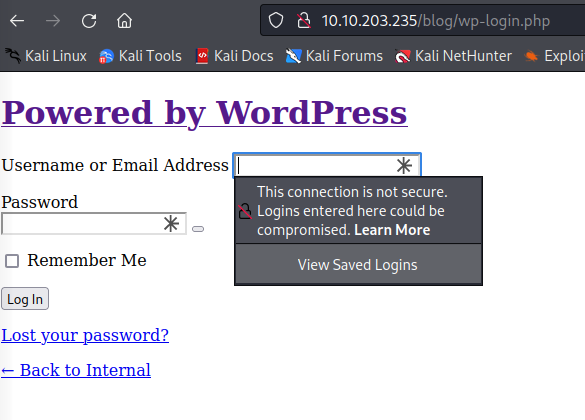 10.10.203.235/blog/wp-login.php
Kali Linux Kali Tools Kali Docs Kali Forums Kali NetHunter Exploi
Powered by WordPress
Username or Email Address
This connection is not secure.
Logins entered here could be
compromised. Learn More
View Saved Logins
Password
Remember Me
Log In
Lost your password?
← Back to Internal